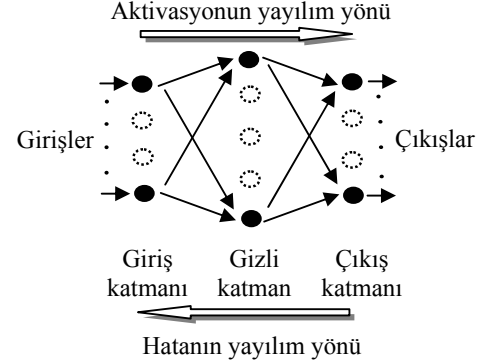 Aktivasyonun yayılım yönü
Girişler
Çıkışlar
Giriş katmanı
Gizli katman
Çıkış katmanı
Hatanın yayılım yönü